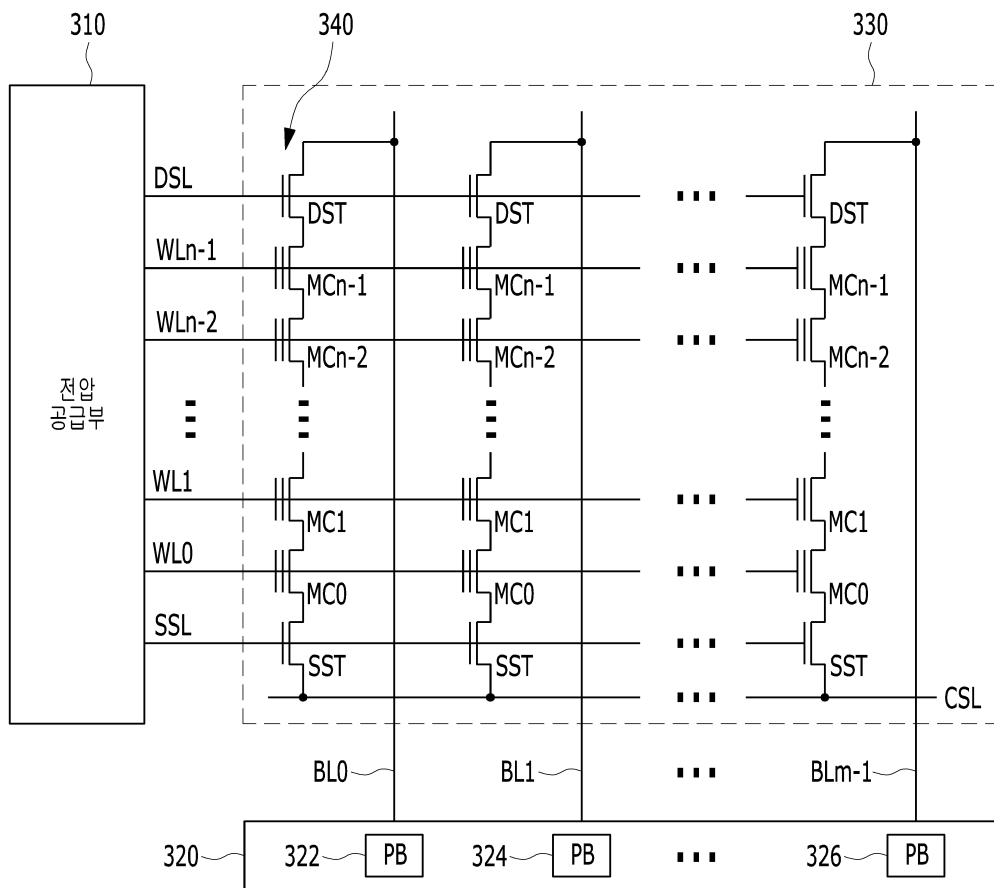 310 340 330
DSL
DST DST DST
WLn-1
MCn-1 MCn-1 MCn-1
WLn-2
MCn-2 MCn-2 MCn-2
전압
공급부
WL1
MC1 MC1 MC1
WL0
MC0 MC0 MC0
SSL
SST SST SST
CSL
BL0 BL1 BLm-1
320 322 PB 324 PB 326 PB